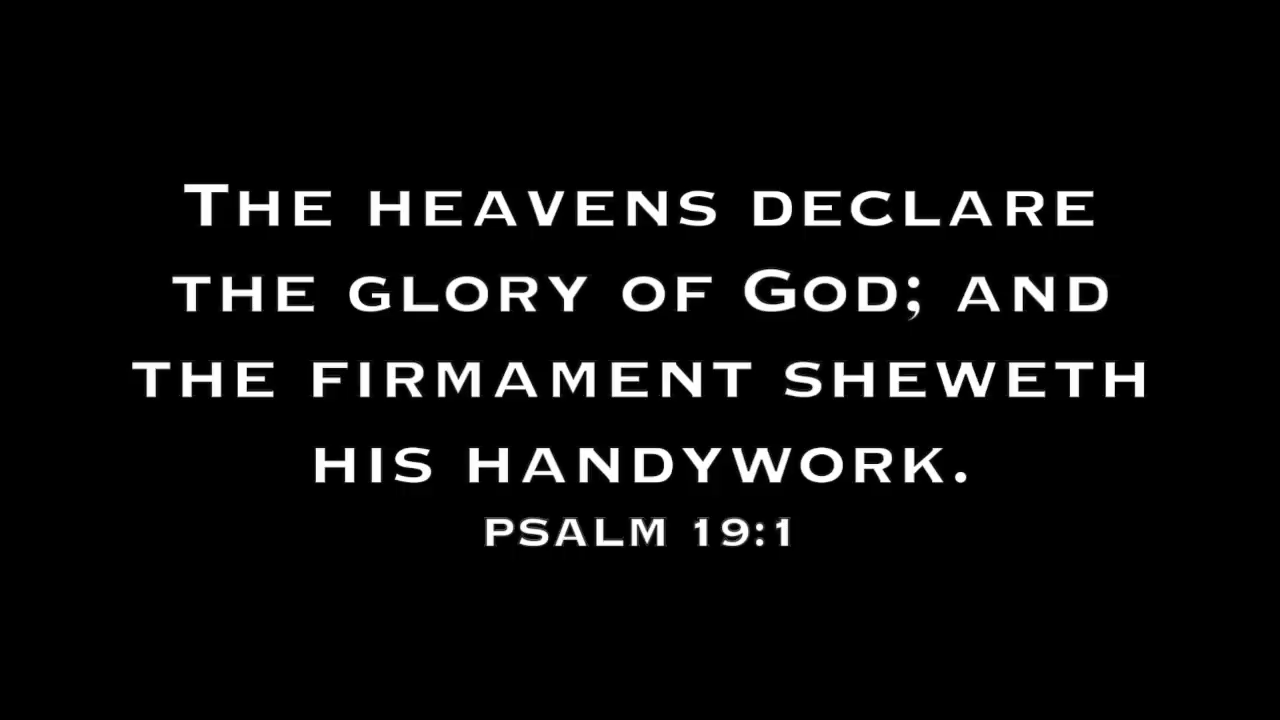 The heavens declare
the glory of God; and
the firmament sheweth
his handywork.
Psalm 19:1